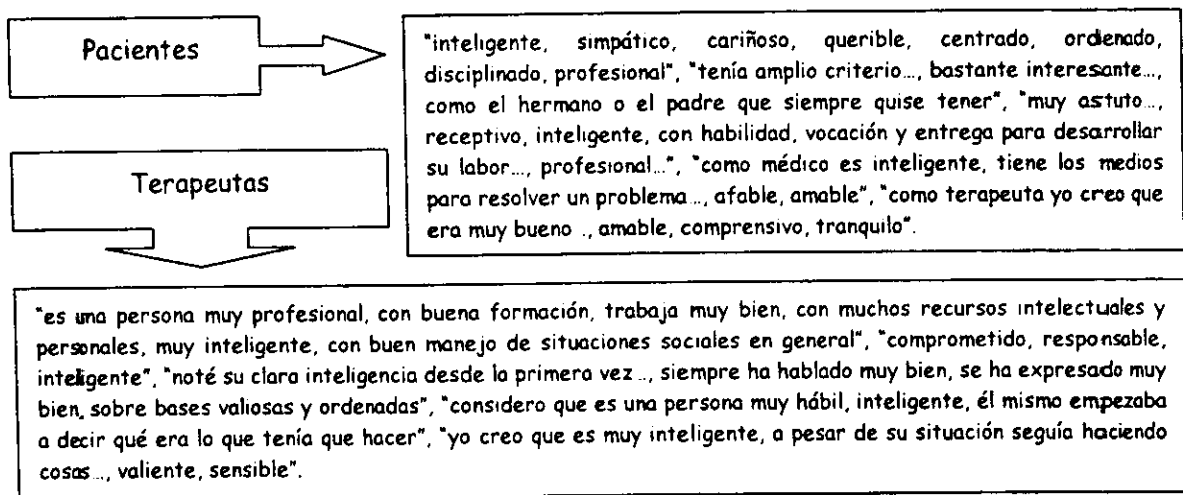 Pacientes
"inteligente, simpático, cariñoso, querible, centrado, ordenado,
disciplinado, profesional", "tenía amplio criterio..., bastante interesante...,
como el hermano o el padre que siempre quise tener", "muy astuto...,
receptivo, inteligente, con habilidad, vocación y entrega para desarrollar
su labor..., profesional...", "como médico es inteligente, tiene los medios
para resolver un problema..., afable, amable", "como terapeuta yo creo que
era muy bueno ., amable, comprensivo, tranquilo".
Terapeutas
"es una persona muy profesional, con buena formación, trabaja muy bien, con muchos recursos intelectuales y
personales, muy inteligente, con buen manejo de situaciones sociales en general", "comprometido, responsable,
inteligente", "noté su clara inteligencia desde la primera vez..., siempre ha hablado muy bien, se ha expresado muy
bien, sobre bases valiosas y ordenadas", "considero que es una persona muy hábil, inteligente, él mismo empezaba
a decir qué era lo que tenía que hacer", "yo creo que es muy inteligente, a pesar de su situación seguía haciendo
cosas..., valiente, sensible".